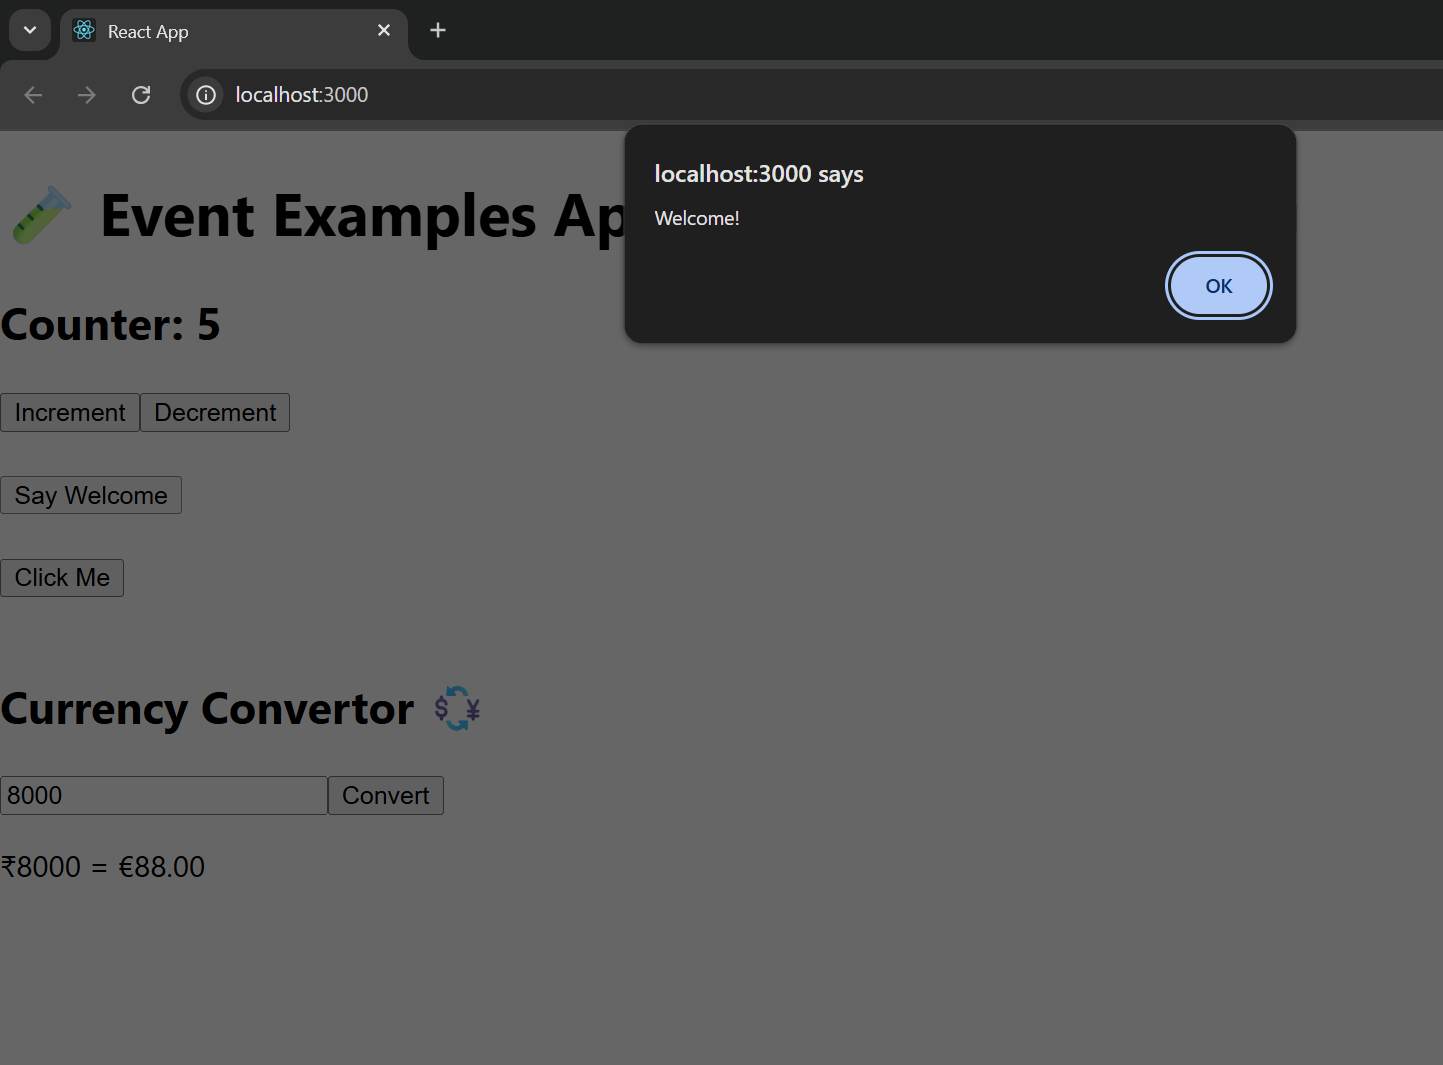 React App
localhost:3000
localhost:3000 says
Welcome!
OK
Event Examples Ap
Counter: 5
Increment Decrement
Say Welcome
Click Me
Currency Convertor
8000 Convert
₹8000 = €88.00